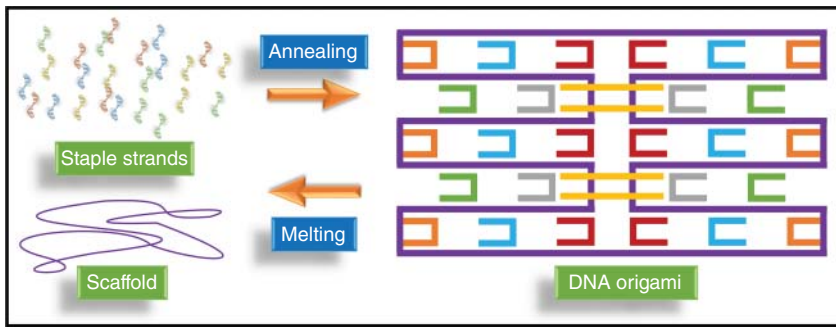 Annealing
Staple strands
Melting
Scaffold
DNA origami